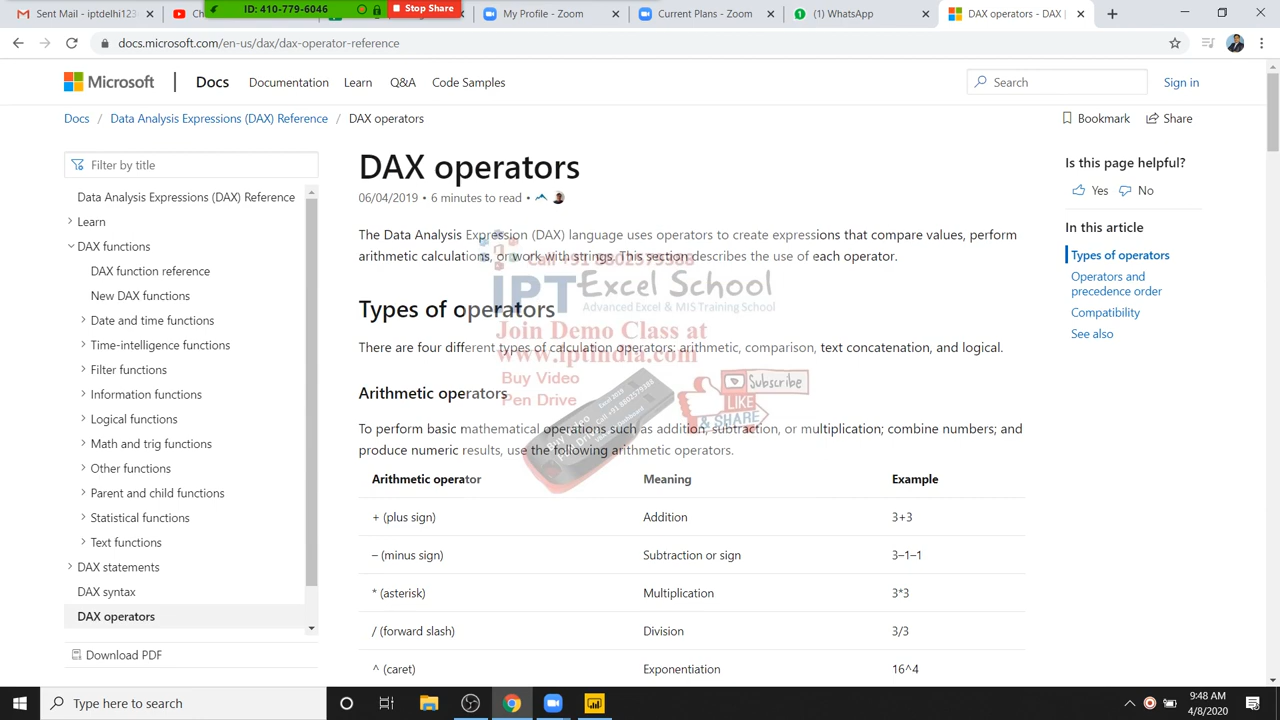 Sent Mail - iptdelhi
Ch
ID: 410-779-6046
Stop Share
My Profile - Zoom
Current Plans - Zoom
(1) WhatsApp
DAX operators - DAX |
docs.microsoft.com/en-us/dax/dax-operator-reference
Microsoft
Docs
Documentation
Learn
Q&A
Code Samples
Search
Sign in
Docs / Data Analysis Expressions (DAX) Reference / DAX operators
Bookmark
Share
Filter by title
Data Analysis Expressions (DAX) Reference
Learn
DAX functions
DAX function reference
New DAX functions
Date and time functions
Time-intelligence functions
Filter functions
Information functions
Logical functions
Math and trig functions
Other functions
Parent and child functions
Statistical functions
Text functions
DAX statements
DAX syntax
DAX operators
Download PDF
DAX operators
06/04/2019 • 6 minutes to read •
The Data Analysis Expression (DAX) language uses operators to create expressions that compare values, perform
arithmetic calculations, or work with strings. This section describes the use of each operator.
Types of operators
There are four different types of calculation operators: arithmetic, comparison, text concatenation, and logical.
Arithmetic operators
To perform basic mathematical operations such as addition, subtraction, or multiplication; combine numbers; and
produce numeric results, use the following arithmetic operators.
Arithmetic operator Meaning Example
+ (plus sign) Addition 3+3
– (minus sign) Subtraction or sign 3–1–1
* (asterisk) Multiplication 3*3
/ (forward slash) Division 3/3
^ (caret) Exponentiation 16^4
IPT Excel School
Advanced Excel & MIS Training School
Join Demo Class at
www.iptindia.com
Buy Video
Pen Drive
Subscribe
LIKE
& SHARE
Is this page helpful?
Yes
No
In this article
Types of operators
Operators and
precedence order
Compatibility
See also
Type here to search
9:48 AM
4/8/2020